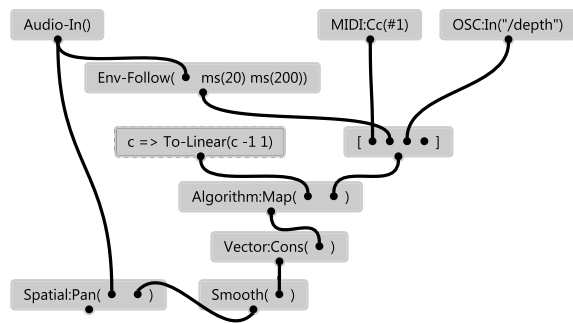 Audio-In()
MIDI:Cc(#1)
OSC:In("/depth")
Env-Follow( ms(20) ms(200))
c => To-Linear(c -1 1)
[ ]
Algorithm:Map( )
Vector:Cons( )
Spatial:Pan( )
Smooth( )